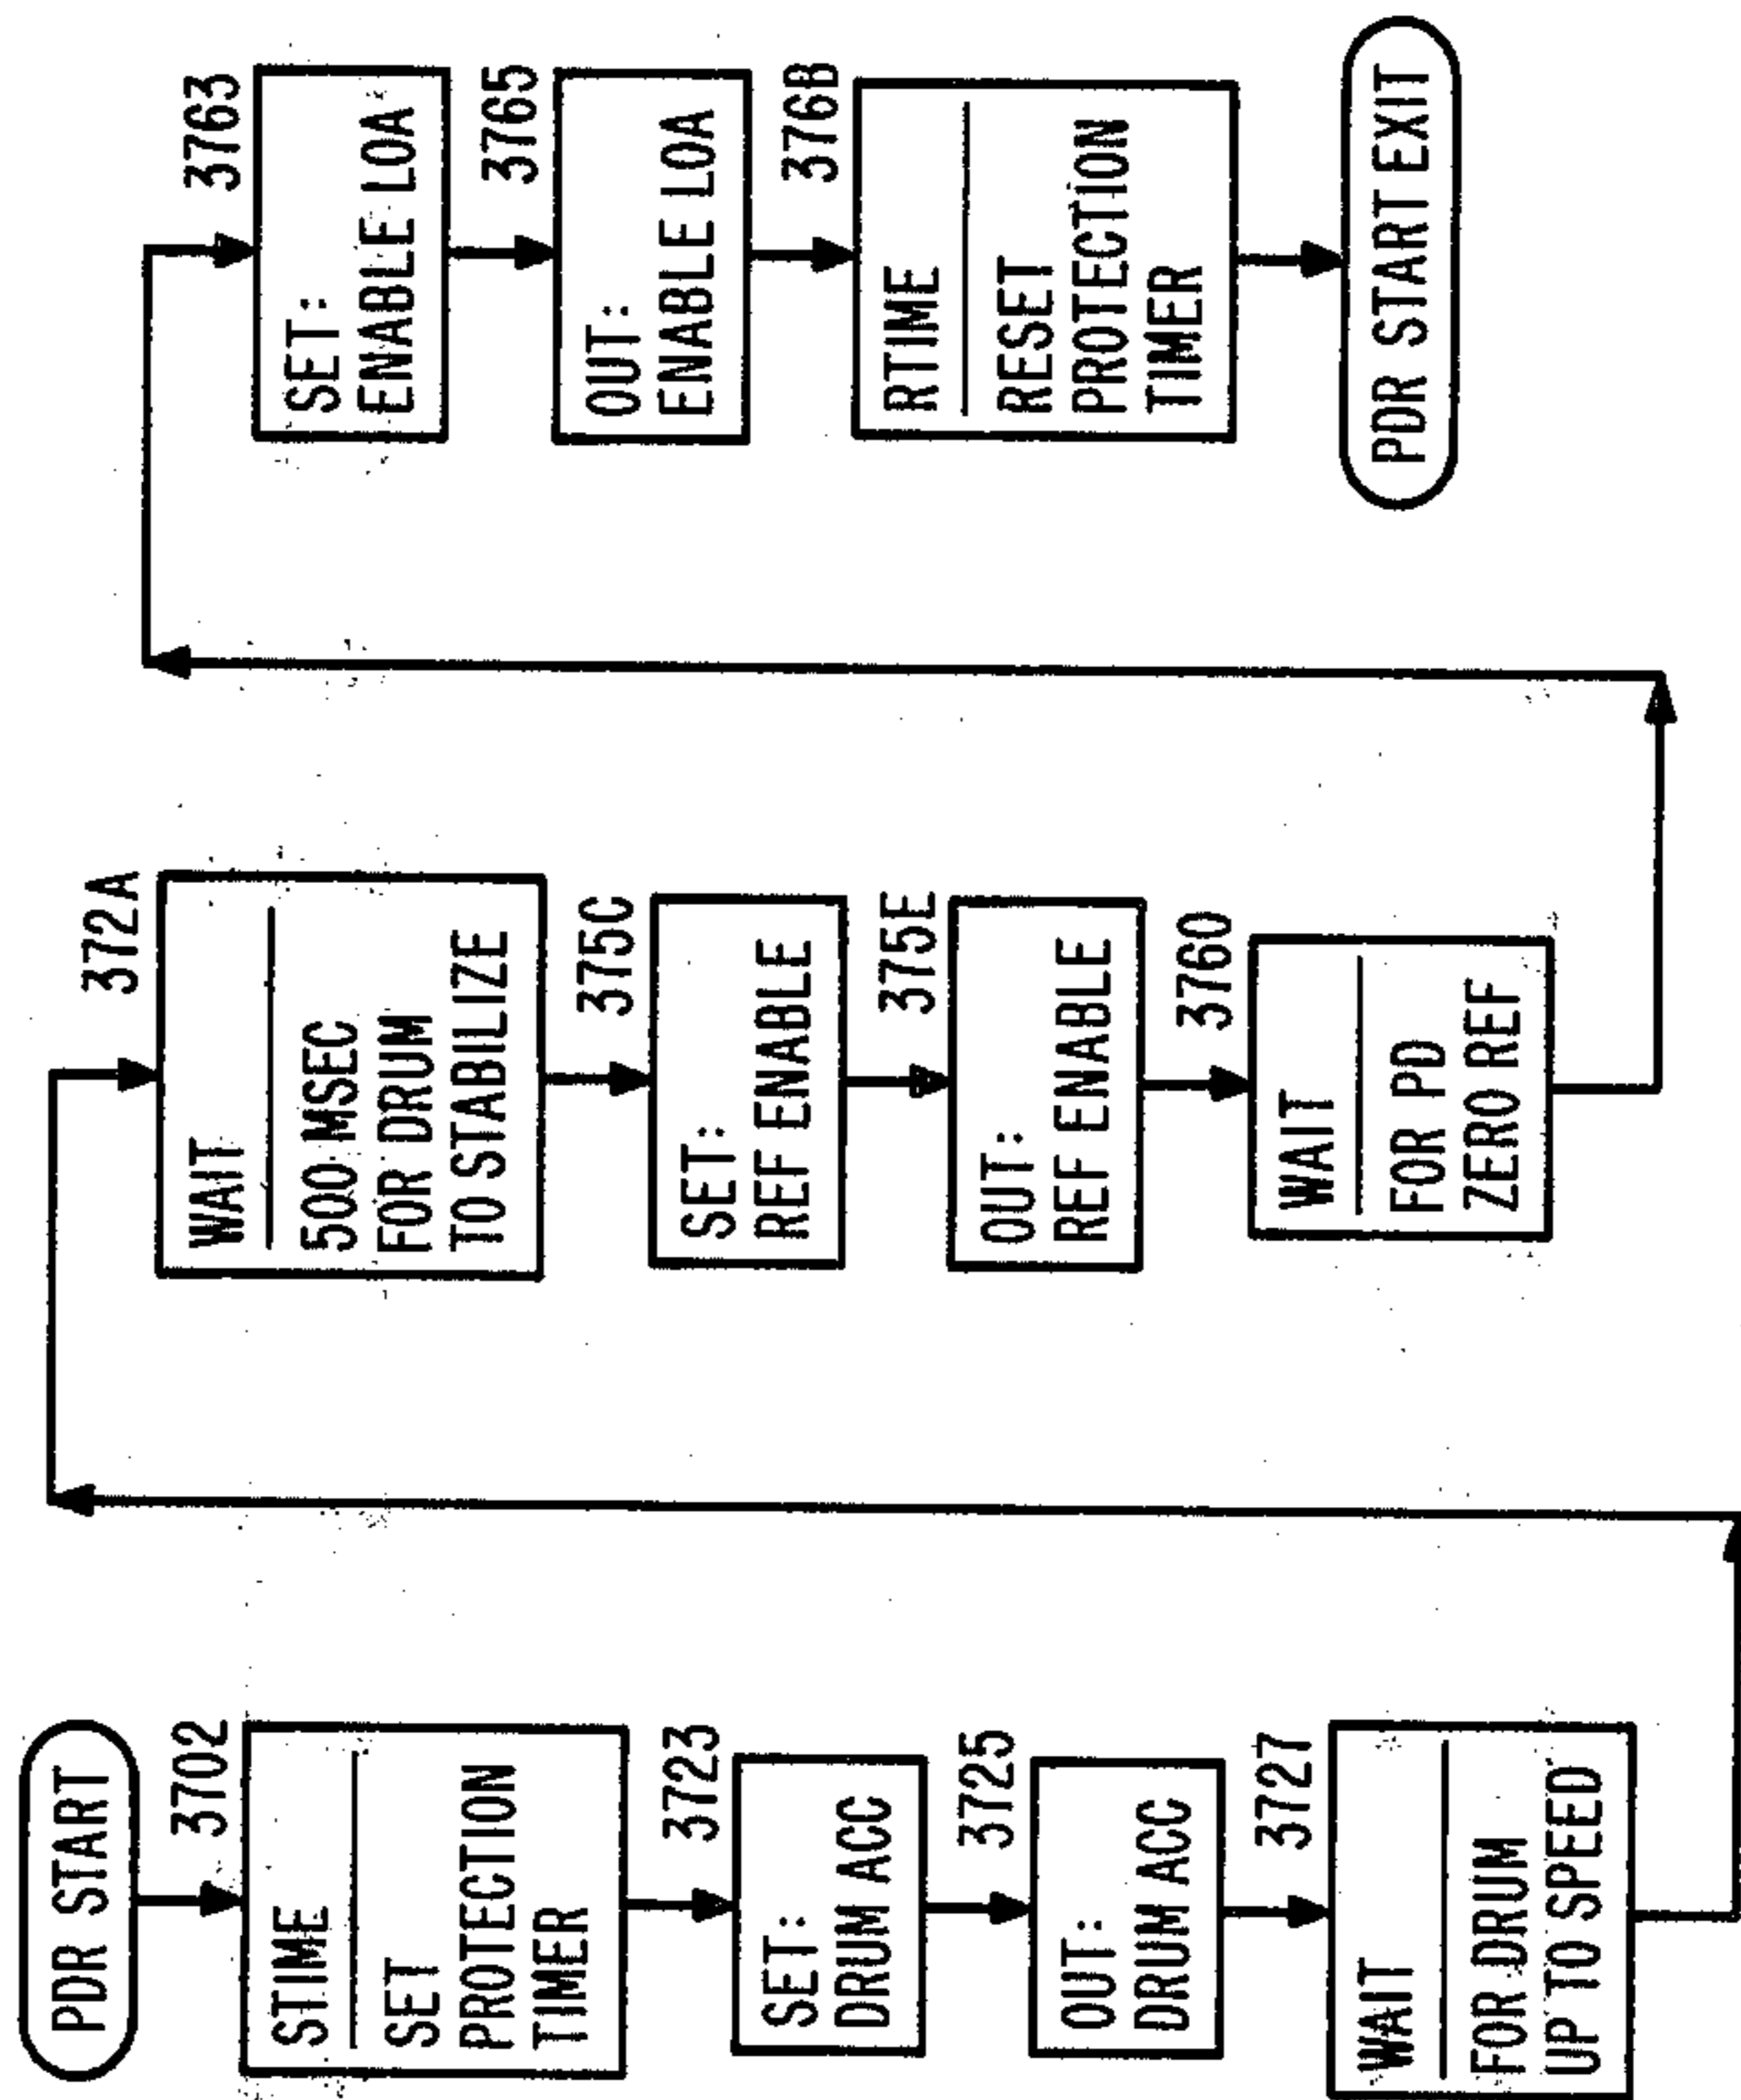 PDR START
3702
STIME
SET
PROTECTION
TIMER
3723
SET:
DRUM ACC
3725
OUT:
DRUM ACC
3727
WAIT
FOR DRUM
UP TO SPEED
372A
WAIT
500 MSEC
FOR DRUM
TO STABILIZE
375C
SET:
REF ENABLE
375E
OUT:
REF ENABLE
3760
WAIT
FOR PD
ZERO REF
3763
SET:
ENABLE LOA
3765
OUT:
ENABLE LOA
376B
RTIME
RESET
PROTECTION
TIMER
PDR START EXIT